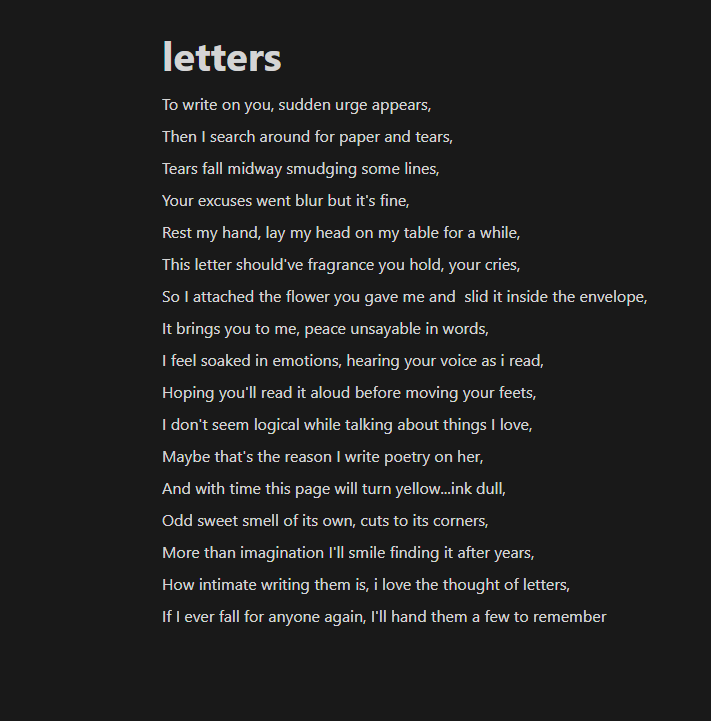 letters
To write on you, sudden urge appears,
Then I search around for paper and tears,
Tears fall midway smudging some lines,
Your excuses went blur but it's fine,
Rest my hand, lay my head on my table for a while,
This letter should've fragrance you hold, your cries,
So I attached the flower you gave me and  slid it inside the envelope,
It brings you to me, peace unsayable in words,
I feel soaked in emotions, hearing your voice as i read,
Hoping you'll read it aloud before moving your feets,
I don't seem logical while talking about things I love,
Maybe that's the reason I write poetry on her,
And with time this page will turn yellow...ink dull,
Odd sweet smell of its own, cuts to its corners,
More than imagination I'll smile finding it after years,
How intimate writing them is, i love the thought of letters,
If I ever fall for anyone again, I'll hand them a few to remember